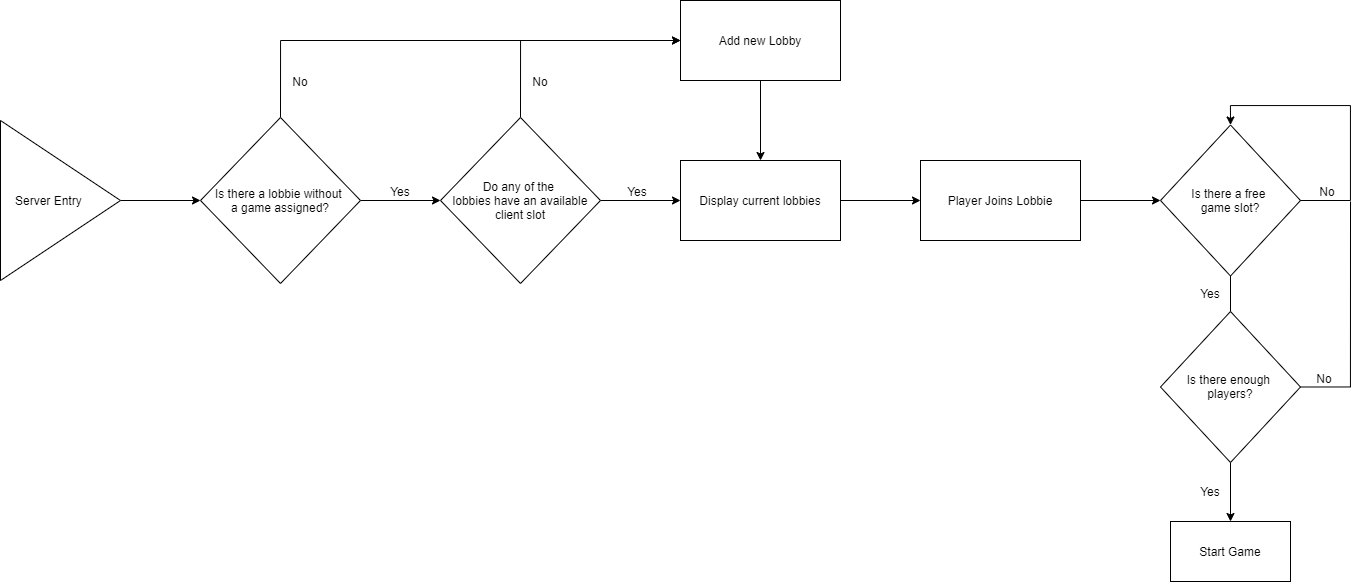 Add new Lobby
No
No
Server Entry
Is there a lobbie without
a game assigned?
Yes
Do any of the
lobbies have an available
client slot
Yes
Display current lobbies
Player Joins Lobbie
Is there a free
game slot?
No
Yes
Is there enough
players?
No
Yes
Start Game